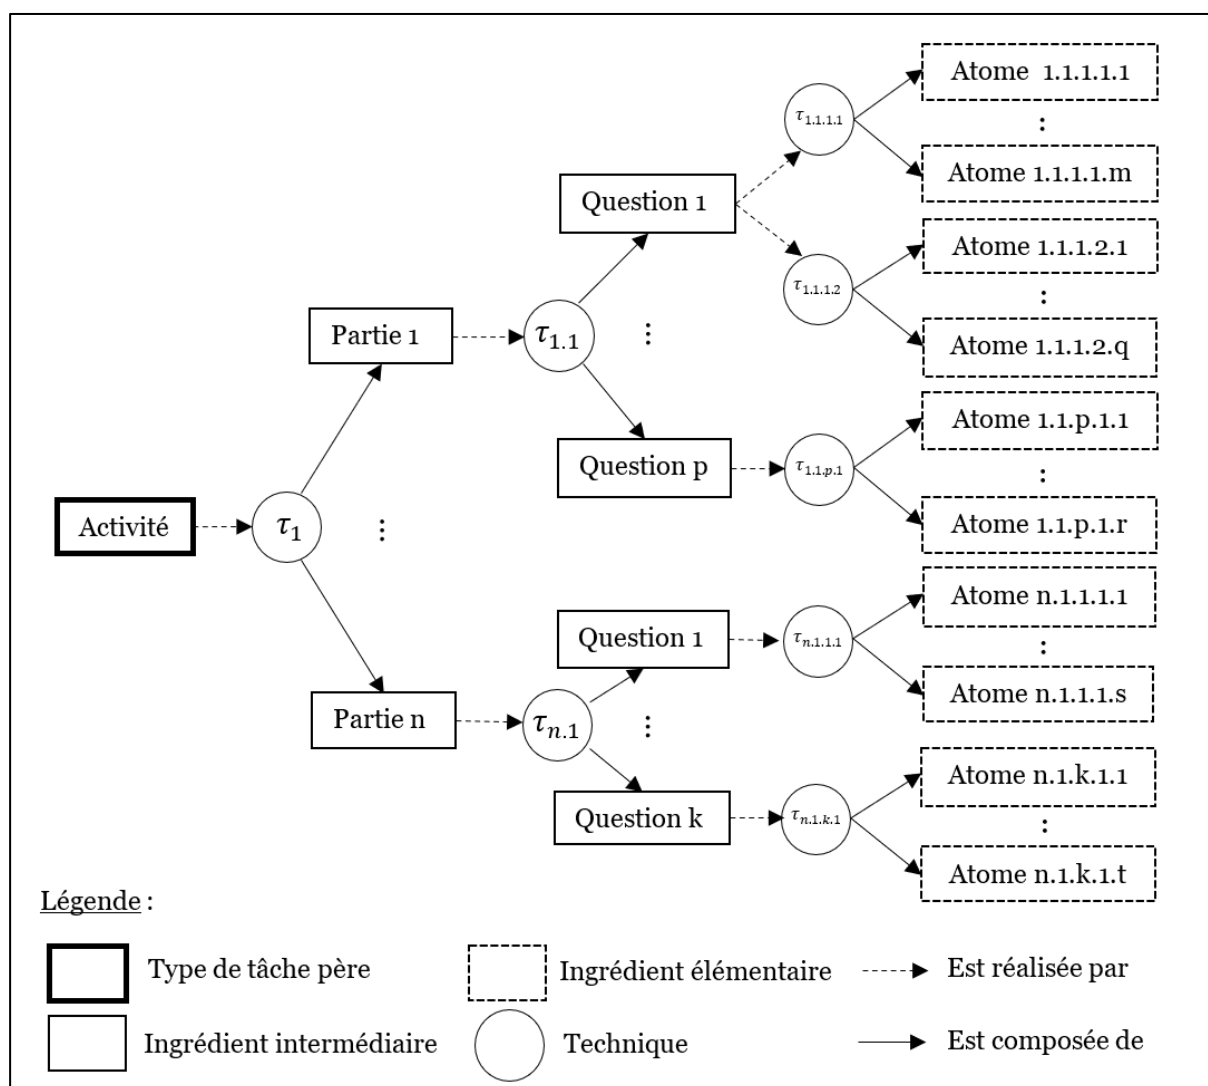 Atome 1.1.1.1.1
τ1.1.1.1
:
Atome 1.1.1.1.m
Question 1
Atome 1.1.1.2.1
τ1.1.1.2
:
Atome 1.1.1.2.q
Partie 1
τ1.1
⋮
Atome 1.1.p.1.1
Question p
τ1.1.p.1
:
Atome 1.1.p.1.r
Activité
τ1
⋮
Atome n.1.1.1.1
Question 1
τn.1.1.1
:
Atome n.1.1.1.s
Partie n
τn.1
⋮
Atome n.1.k.1.1
Question k
τn.1.k.1
:
Atome n.1.k.1.t
Légende :
Type de tâche père
Ingrédient élémentaire
Est réalisée par
Ingrédient intermédiaire
Technique
Est composée de